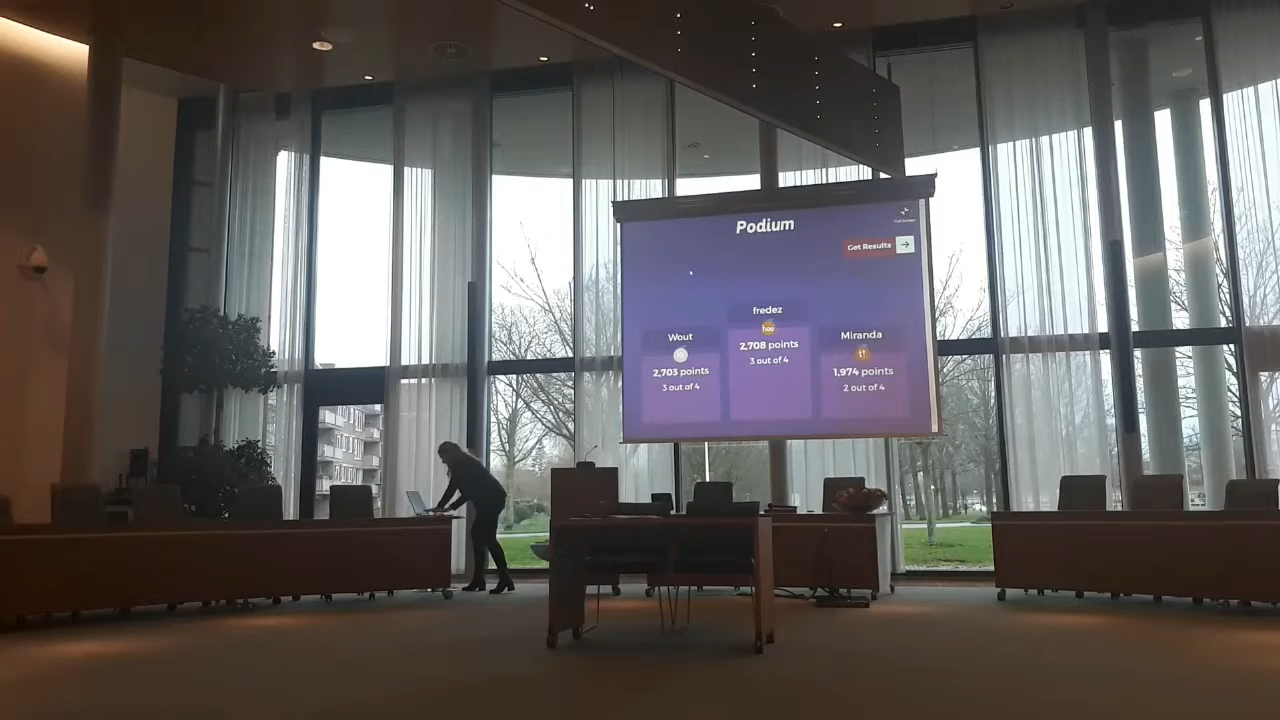 Podium
Get Results
fredez
2,708 points
3 out of 4
Wout
2,703 points
3 out of 4
Miranda
1,974 points
2 out of 4